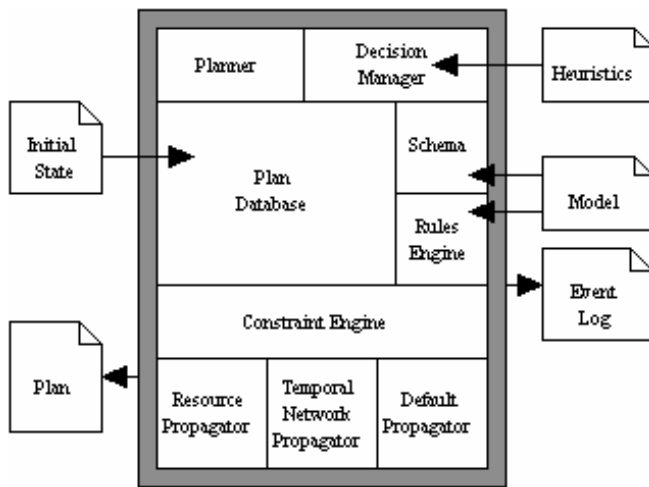 Planner
Decision
Manager
Heuristics
Initial
State
Plan
Database
Schema
Rules
Engine
Model
Event
Log
Constraint Engine
Plan
Resource
Propagator
Temporal
Network
Propagator
Default
Propagator